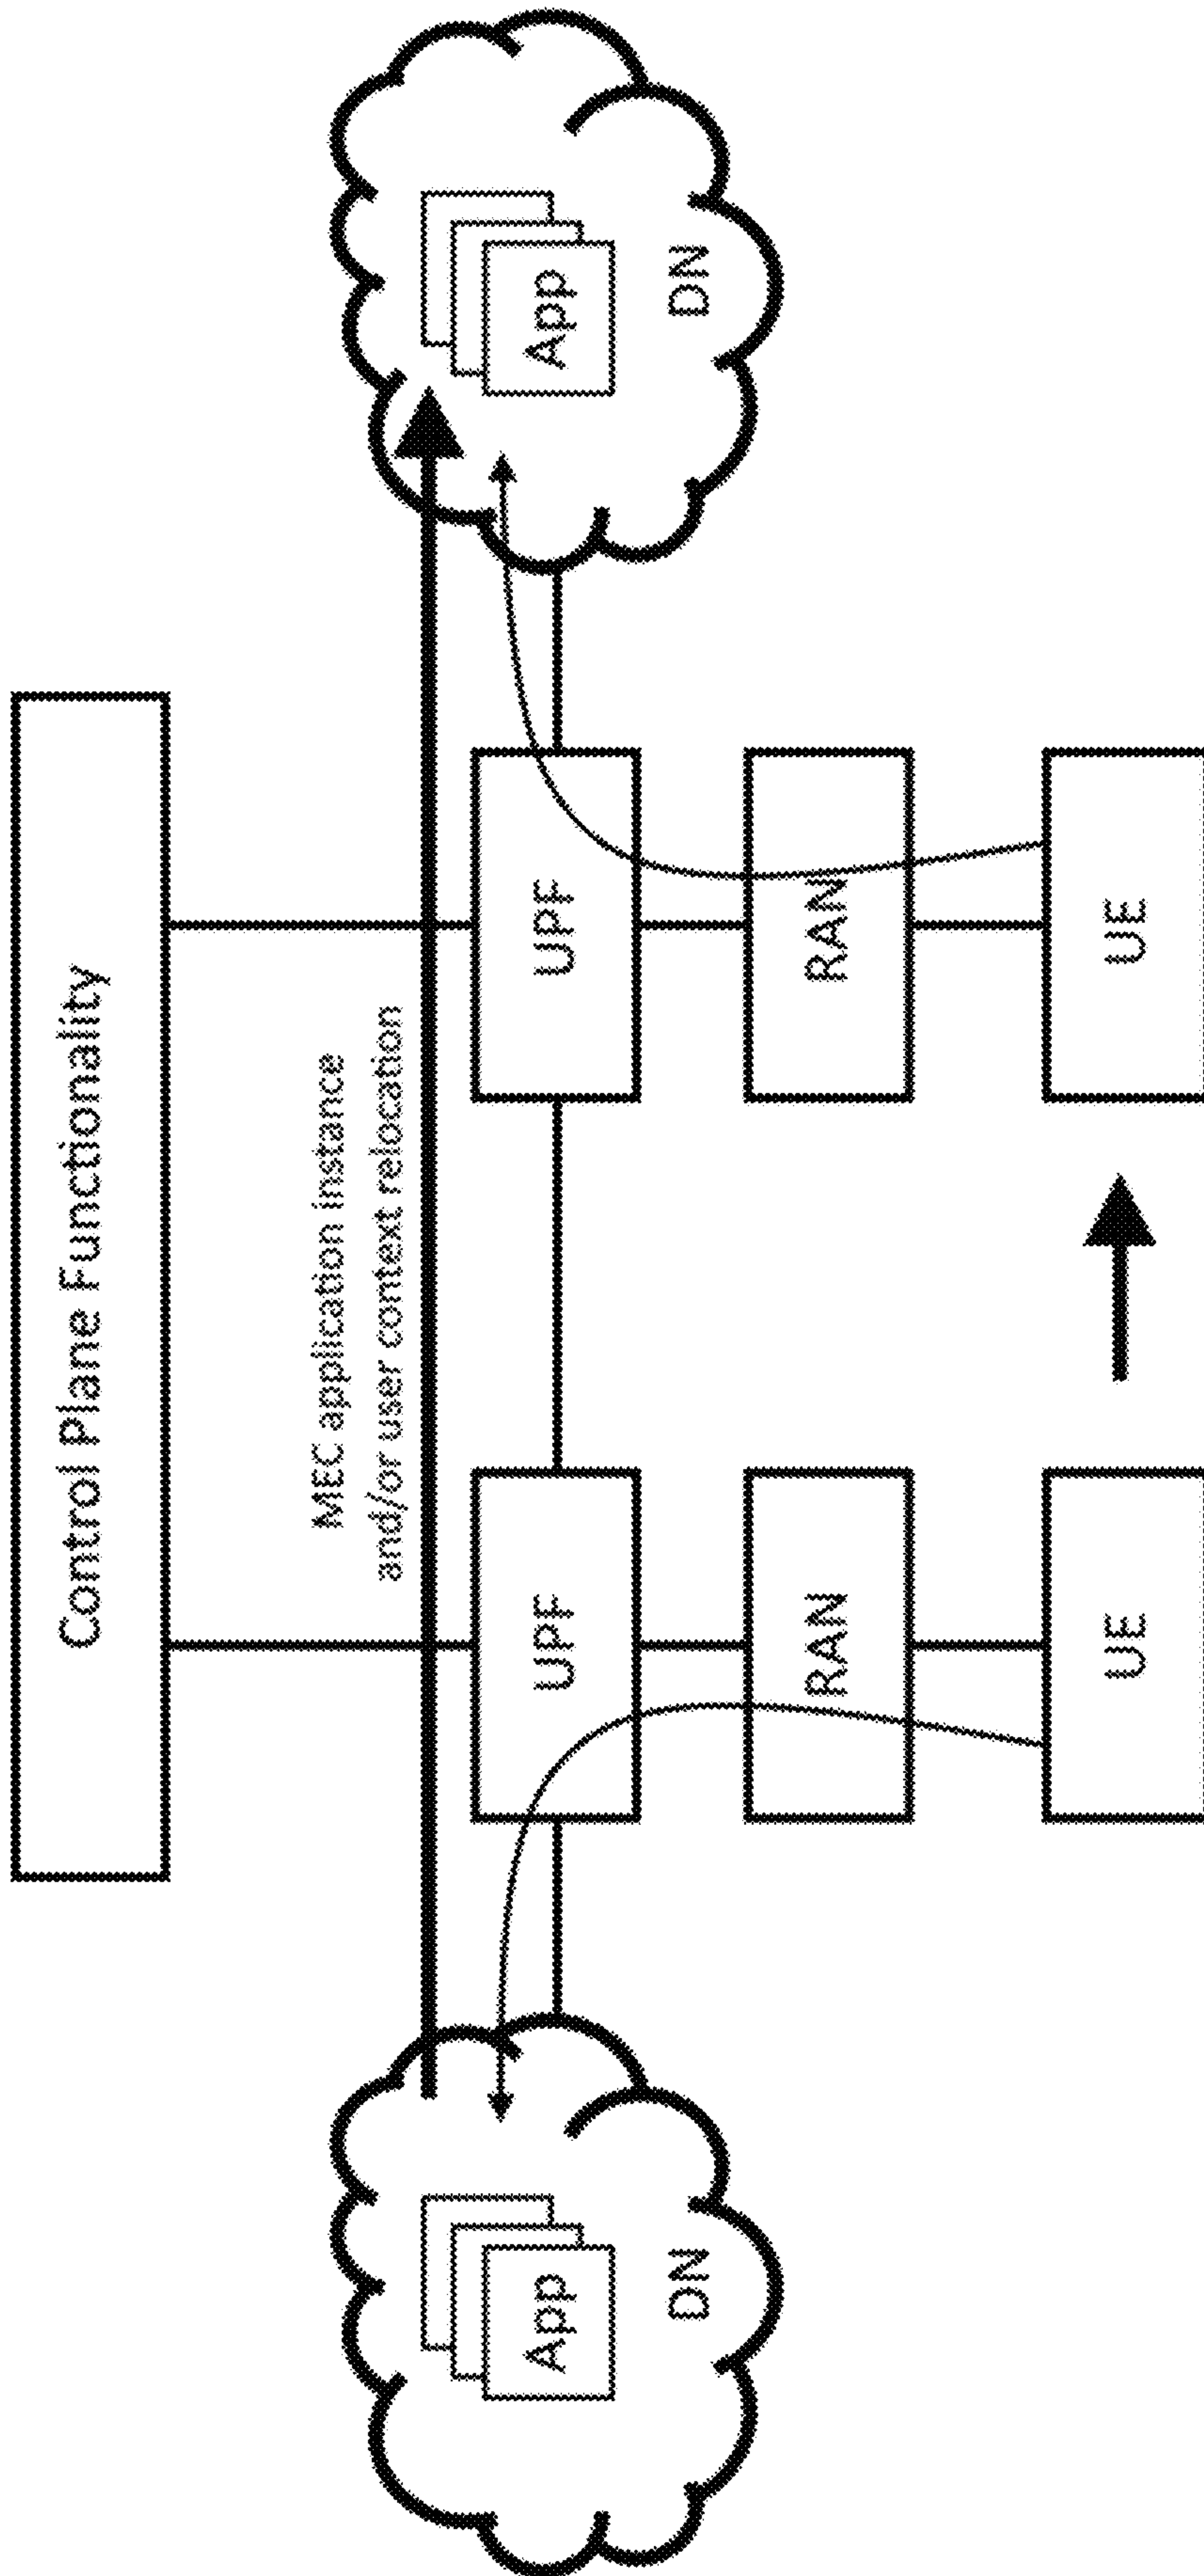 Control Plane Functionality
MEC application instance
and/or user context relocation
App
DN
UPF
UPF
App
DN
RAN
RAN
UE
UE